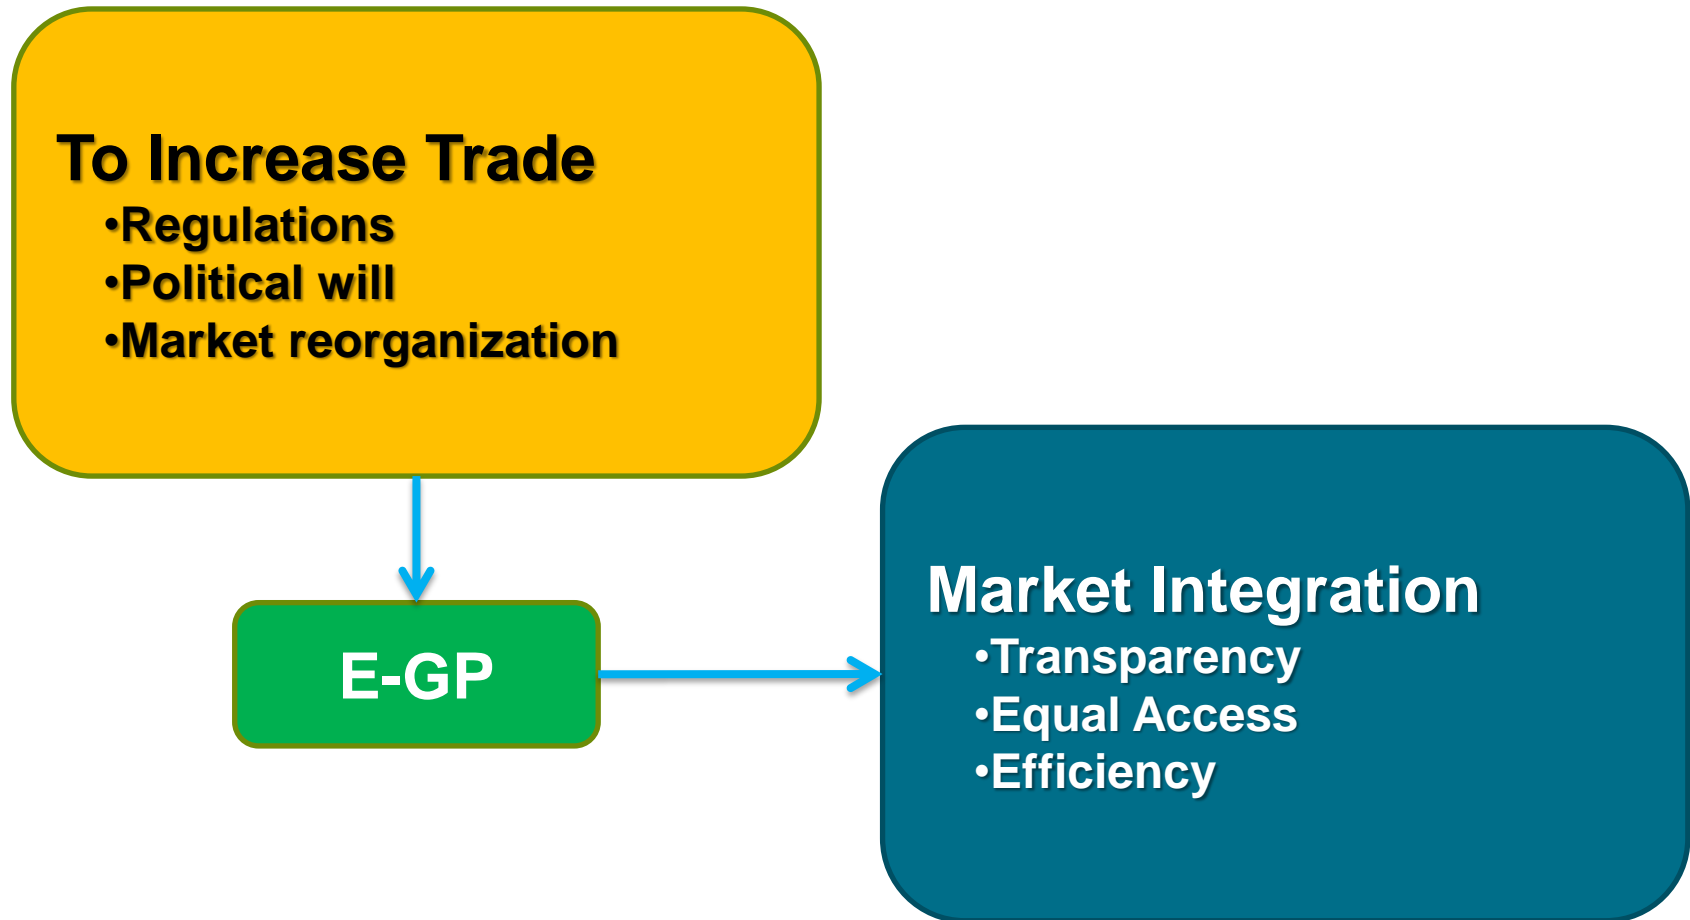 To Increase Trade
•Regulations
•Political will
•Market reorganization
E-GP
Market Integration
•Transparency
•Equal Access
•Efficiency